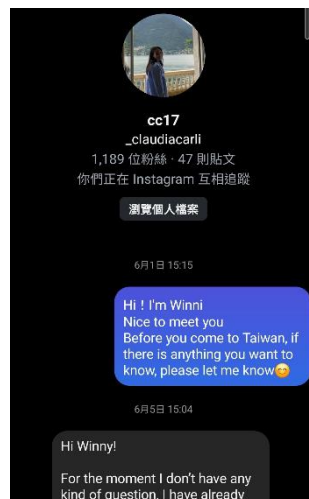 cc17
_claudiacarli
1,189 位粉絲 · 47 則貼文
你們正在 Instagram 互相追蹤
瀏覽個人檔案
6月1日 15:15
Hi！I'm Winni
Nice to meet you
Before you come to Taiwan, if
there is anything you want to
know, please let me know😊
6月5日 15:04
Hi Winny!
For the moment I don't have any
kind of question, I have already